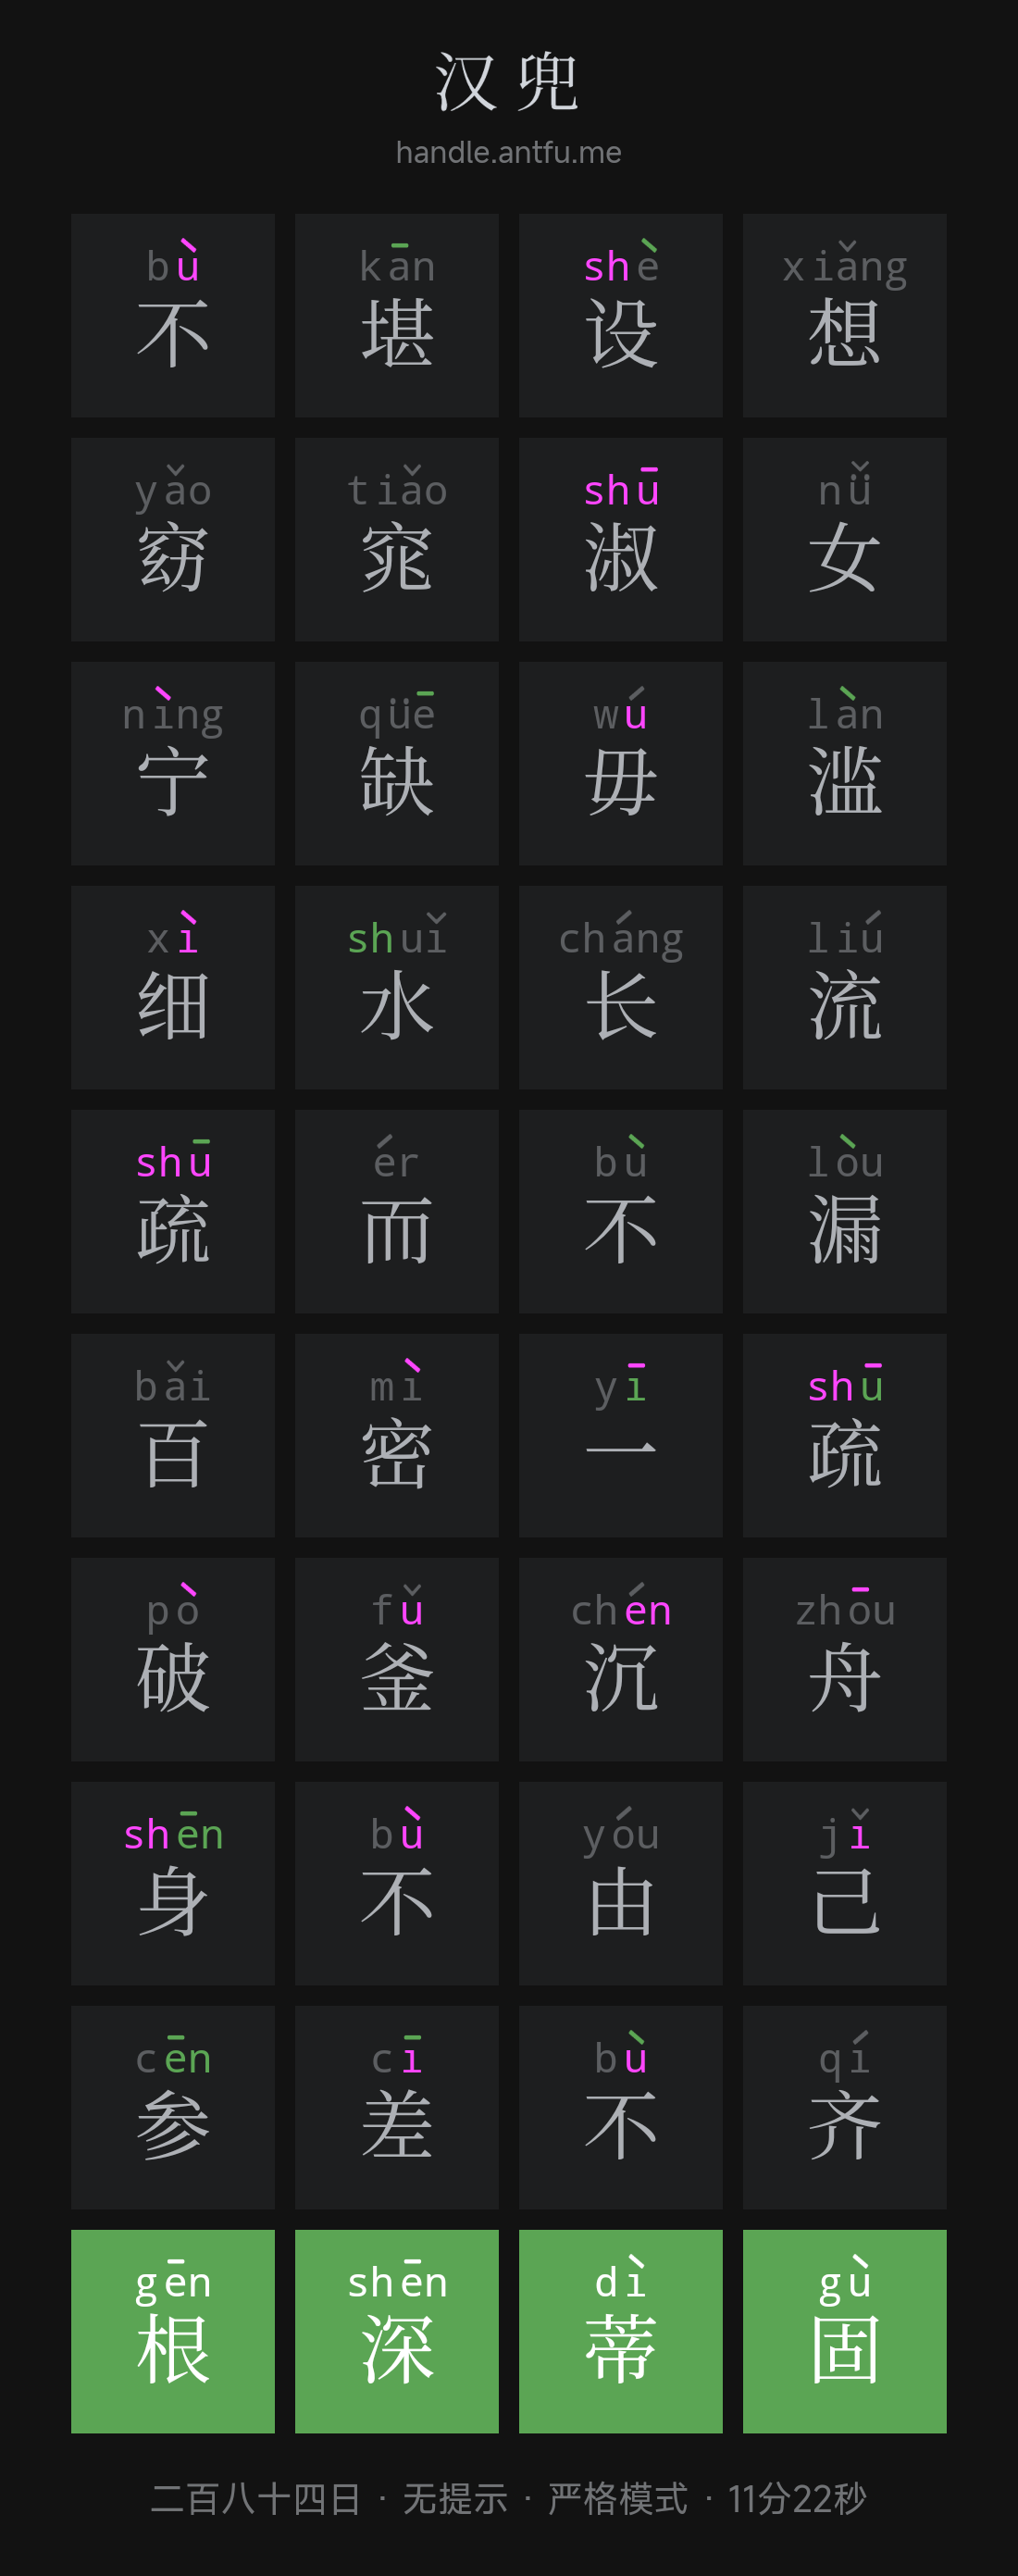 汉兜
handle.antfu.me
bù kān shè xiǎng
不 堪 设 想
yǎo tiǎo shū nǚ
窈 窕 淑 女
nìng qüē wú làn
宁 缺 毋 滥
xì shuǐ cháng liú
细 水 长 流
shū ér bù lòu
疏 而 不 漏
bǎi mì yī shū
百 密 一 疏
pò fǔ chén zhōu
破 釜 沉 舟
shēn bù yóu jǐ
身 不 由 己
cēn cī bù qí
参 差 不 齐
gēn shēn dì gù
根 深 蒂 固
二百八十四日 · 无提示 · 严格模式 · 11分22秒